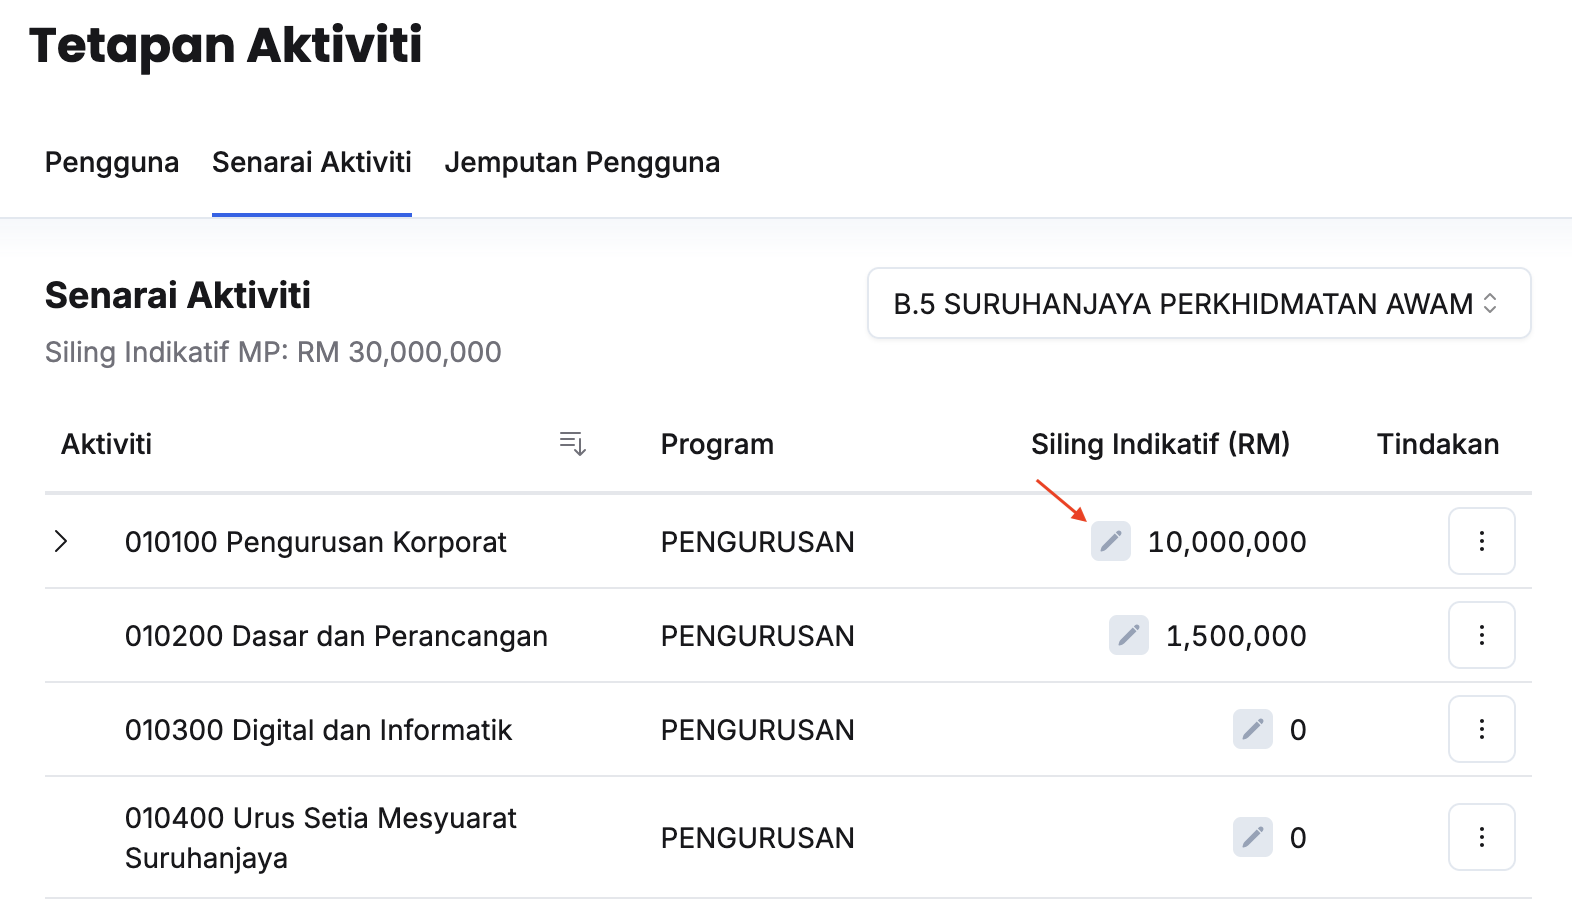 Tetapan Aktiviti
Pengguna Senarai Aktiviti Jemputan Pengguna
Senarai Aktiviti
B.5 SURUHANJAYA PERKHIDMATAN AWAM
Siling Indikatif MP: RM 30,000,000
Aktiviti Program Siling Indikatif (RM) Tindakan
010100 Pengurusan Korporat PENGURUSAN 10,000,000
010200 Dasar dan Perancangan PENGURUSAN 1,500,000
010300 Digital dan Informatik PENGURUSAN 0
010400 Urus Setia Mesyuarat
Suruhanjaya PENGURUSAN 0